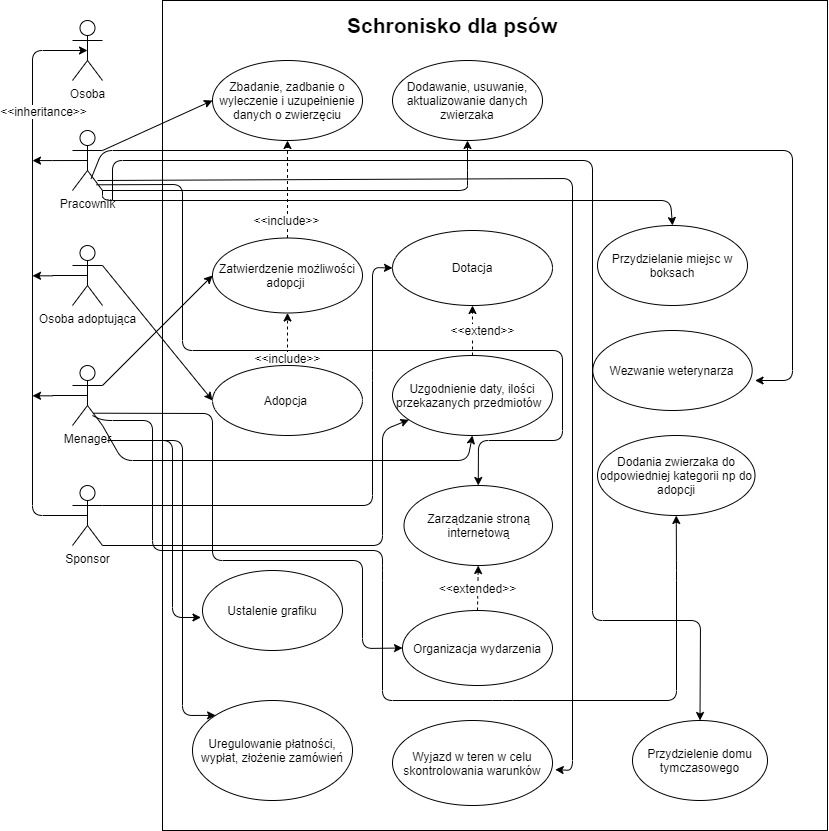 Schronisko dla psów
Osoba
<<inheritance>>
Zbadanie, zadbanie o
wyleczenie i uzupełnienie
danych o zwierzęciu
Dodawanie, usuwanie,
aktualizowanie danych
zwierzaka
Pracownik
<<include>>
Zatwierdzenie możliwości
adopcji
Dotacja
Przydzielanie miejsc w
boksach
Osoba adoptująca
<<extend>>
<<include>>
Wezwanie weterynarza
Adopcja
Uzgodnienie daty, ilości
przekazanych przedmiotów
Menager
Dodania zwierzaka do
odpowiedniej kategorii np do
adopcji
Zarządzanie stroną
internetową
Sponsor
<<extended>>
Ustalenie grafiku
Organizacja wydarzenia
Uregulowanie płatności,
wypłat, złożenie zamówień
Wyjazd w teren w celu
skontrolowania warunków
Przydzielenie domu
tymczasowego